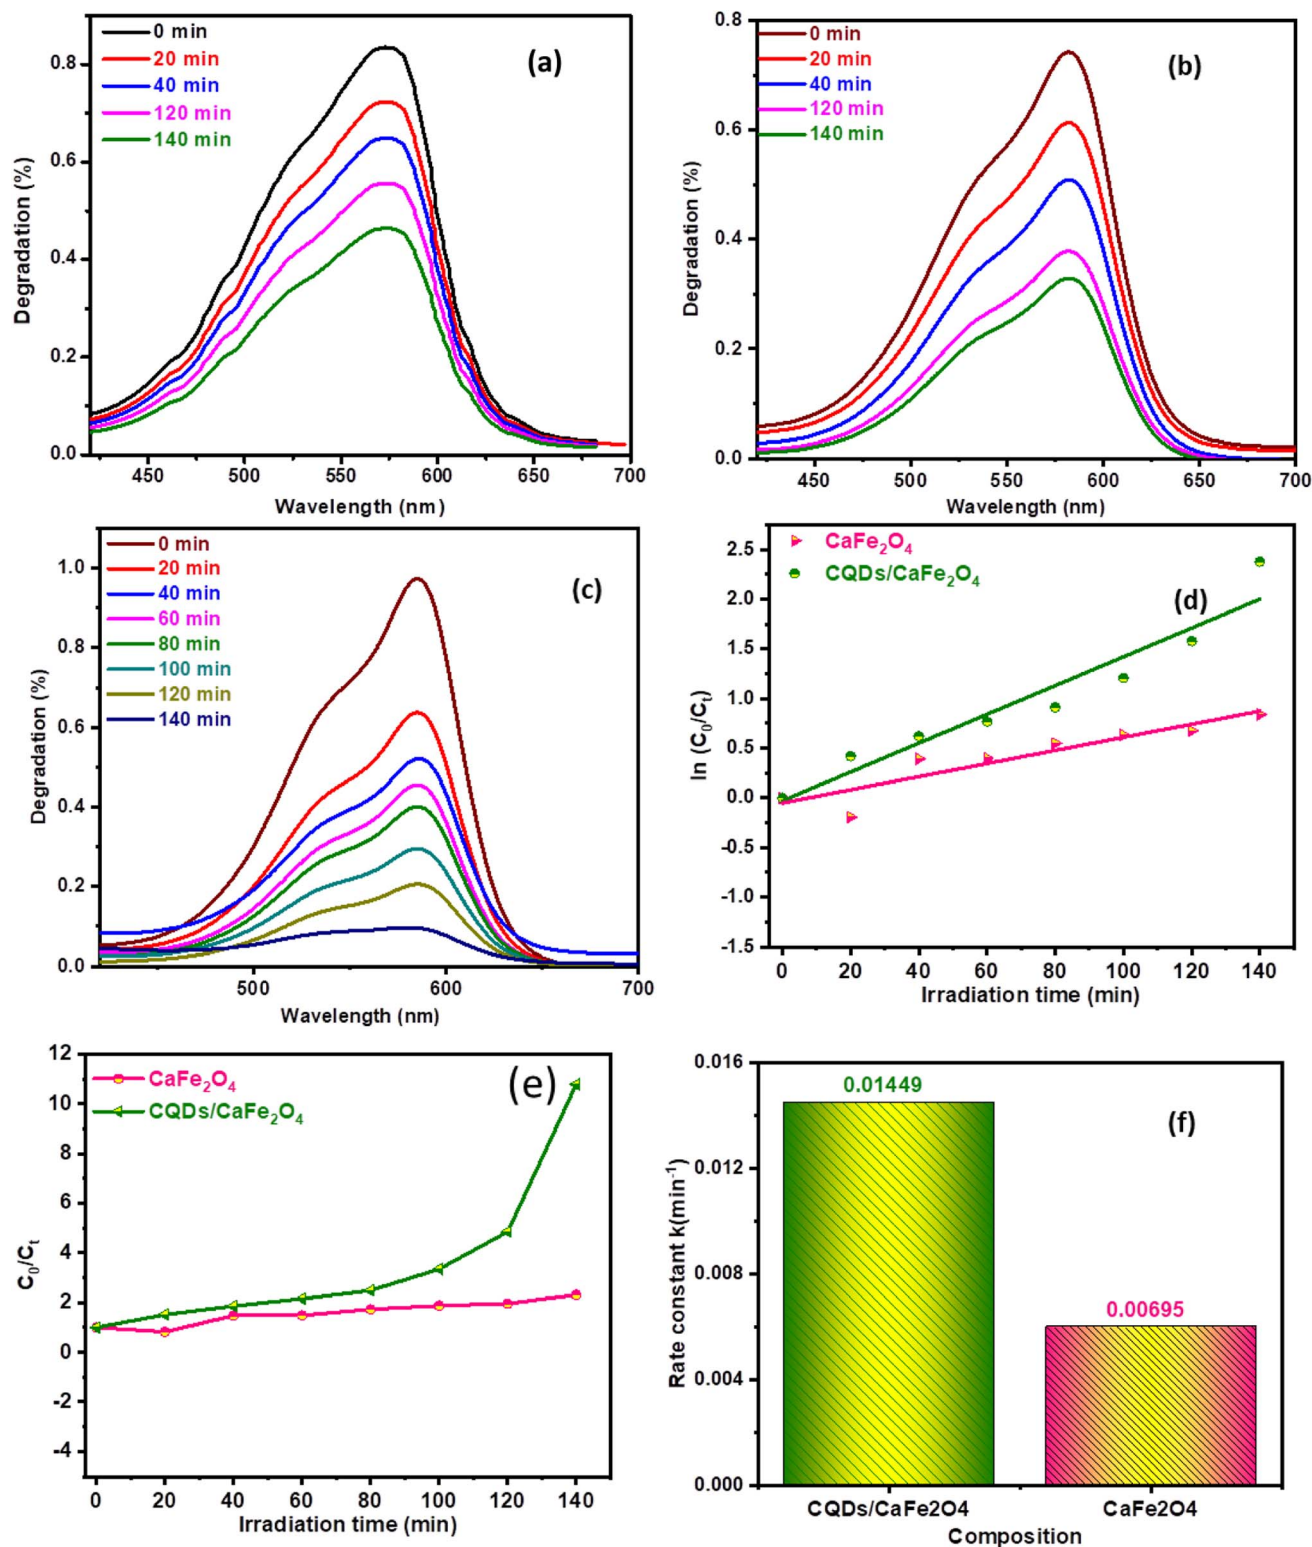 (a)
0 min
20 min
40 min
120 min
140 min
0.8
0.6
0.4
0.2
0.0
Degradation (%)
450 500 550 600 650 700
Wavelength (nm)
(b)
0 min
20 min
40 min
120 min
140 min
0.8
0.6
0.4
0.2
0.0
Degradation (%)
450 500 550 600 650 700
Wavelength (nm)
(c)
0 min
20 min
40 min
60 min
80 min
100 min
120 min
140 min
1.0
0.8
0.6
0.4
0.2
0.0
Degradation (%)
500 600 700
Wavelength (nm)
(d)
CaFe₂O₄
CQDs/CaFe₂O₄
2.5
2.0
1.5
1.0
0.5
0.0
-0.5
-1.0
-1.5
ln (C₀/Cₜ)
0 20 40 60 80 100 120 140
Irradiation time (min)
(e)
CaFe₂O₄
CQDs/CaFe₂O₄
12
10
8
6
4
2
0
-2
-4
C₀/Cₜ
0 20 40 60 80 100 120 140
Irradiation time (min)
(f)
0.01449
0.00695
0.016
0.012
0.008
0.004
0.000
Rate constant k(min⁻¹)
CQDs/CaFe2O4 CaFe2O4
Composition